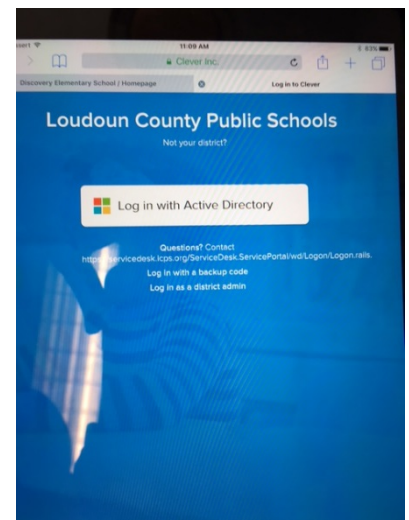 11:09 AM
63%
Clever Inc.
Discovery Elementary School / Homepage
Log in to Clever
Loudoun County Public Schools
Not your district?
Log in with Active Directory
Questions? Contact
servicedesk.lcps.org/ServiceDesk.ServicePortal/wd/Logon/Logon.rails.
Log in with a backup code
Log in as a district admin